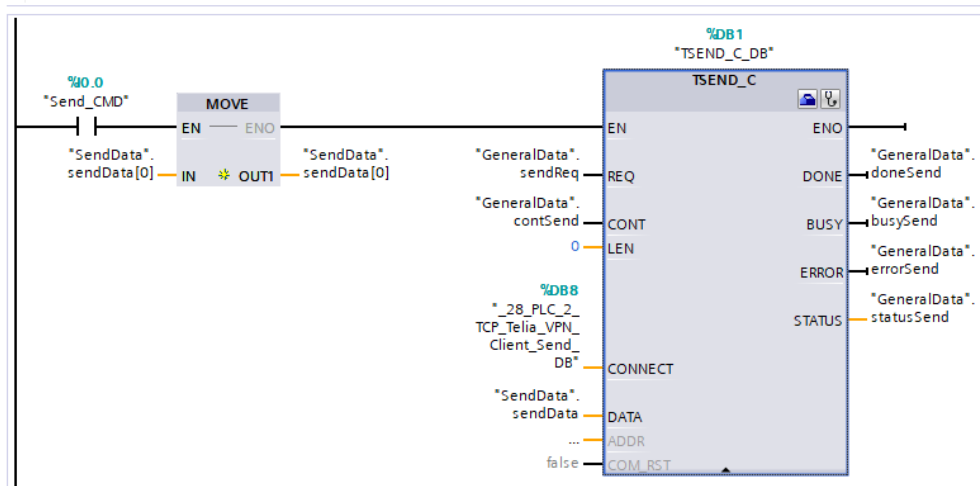 %DB1
"TSEND_C_DB"
TSEND_C
%I0.0
"Send_CMD"
MOVE
EN ENO
"SendData".
sendData[0]
IN OUT1
"SendData".
sendData[0]
EN ENO
"GeneralData".
sendReq
REQ
"GeneralData".
contSend
CONT
0
LEN
%DB8
"_28_PLC_2_
TCP_Telia_VPN_
Client_Send_
DB"
CONNECT
"SendData".
sendData
DATA
...
ADDR
false
COM_RST
DONE
"GeneralData".
doneSend
BUSY
"GeneralData".
busySend
ERROR
"GeneralData".
errorSend
STATUS
"GeneralData".
statusSend